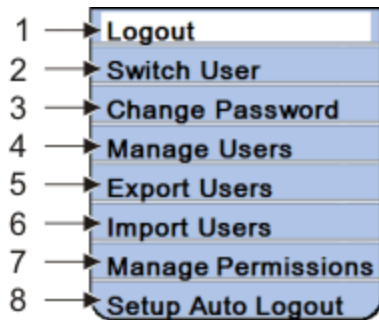 1 Logout
2 Switch User
3 Change Password
4 Manage Users
5 Export Users
6 Import Users
7 Manage Permissions
8 Setup Auto Logout